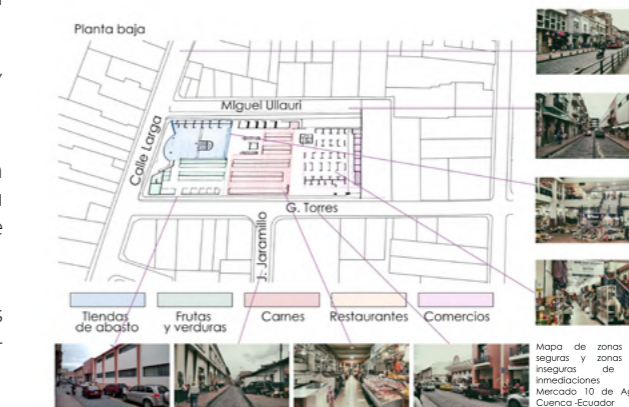 Planta baja
Miguel Ullauri
Calle Larga
G. Torres
J. Jaramillo
Tiendas
de abasto
Frutas
y verduras
Carnes
Restaurantes
Comercios
Mapa de zonas
seguras y zonas
inseguras de
inmediaciones
Mercado 10 de Ag
Cuenca -Ecuador